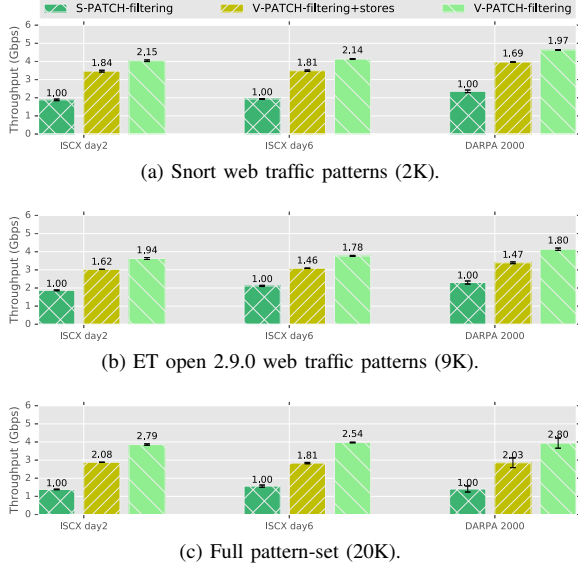 S-PATCH-filtering V-PATCH-filtering+stores V-PATCH-filtering
Throughput (Gbps)
6
5
4
3
2
1
0
1.00 1.84 2.15 1.00 1.81 2.14 1.00 1.69 1.97
ISCX day2 ISCX day6 DARPA 2000
(a) Snort web traffic patterns (2K).
Throughput (Gbps)
6
5
4
3
2
1
0
1.00 1.62 1.94 1.00 1.46 1.78 1.00 1.47 1.80
ISCX day2 ISCX day6 DARPA 2000
(b) ET open 2.9.0 web traffic patterns (9K).
Throughput (Gbps)
6
5
4
3
2
1
0
1.00 2.08 2.79 1.00 1.81 2.54 1.00 2.03 2.80
ISCX day2 ISCX day6 DARPA 2000
(c) Full pattern-set (20K).